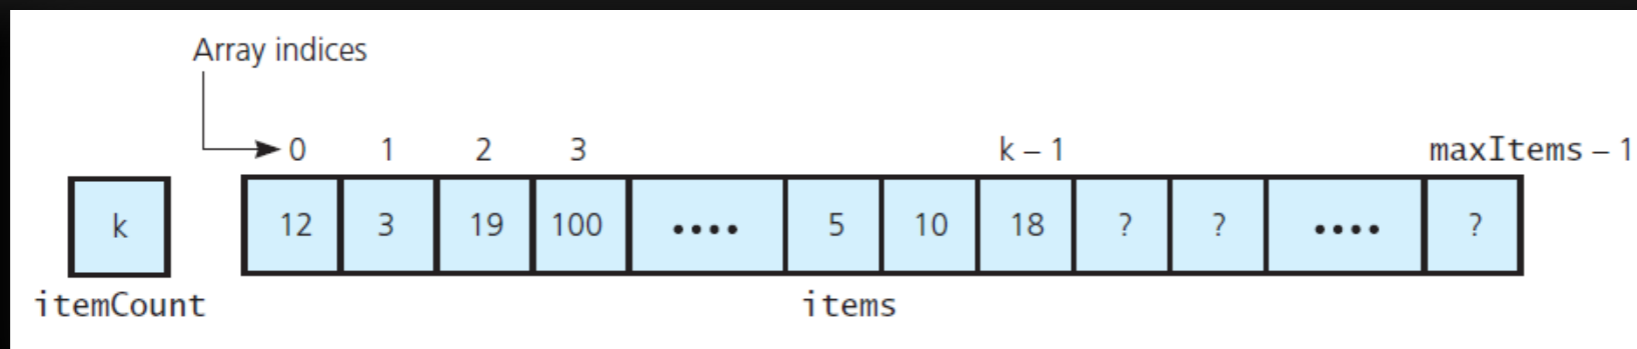 Array indices
0 1 2 3 k – 1 maxItems – 1
k 12 3 19 100 •••• 5 10 18 ? ? •••• ?
itemCount items